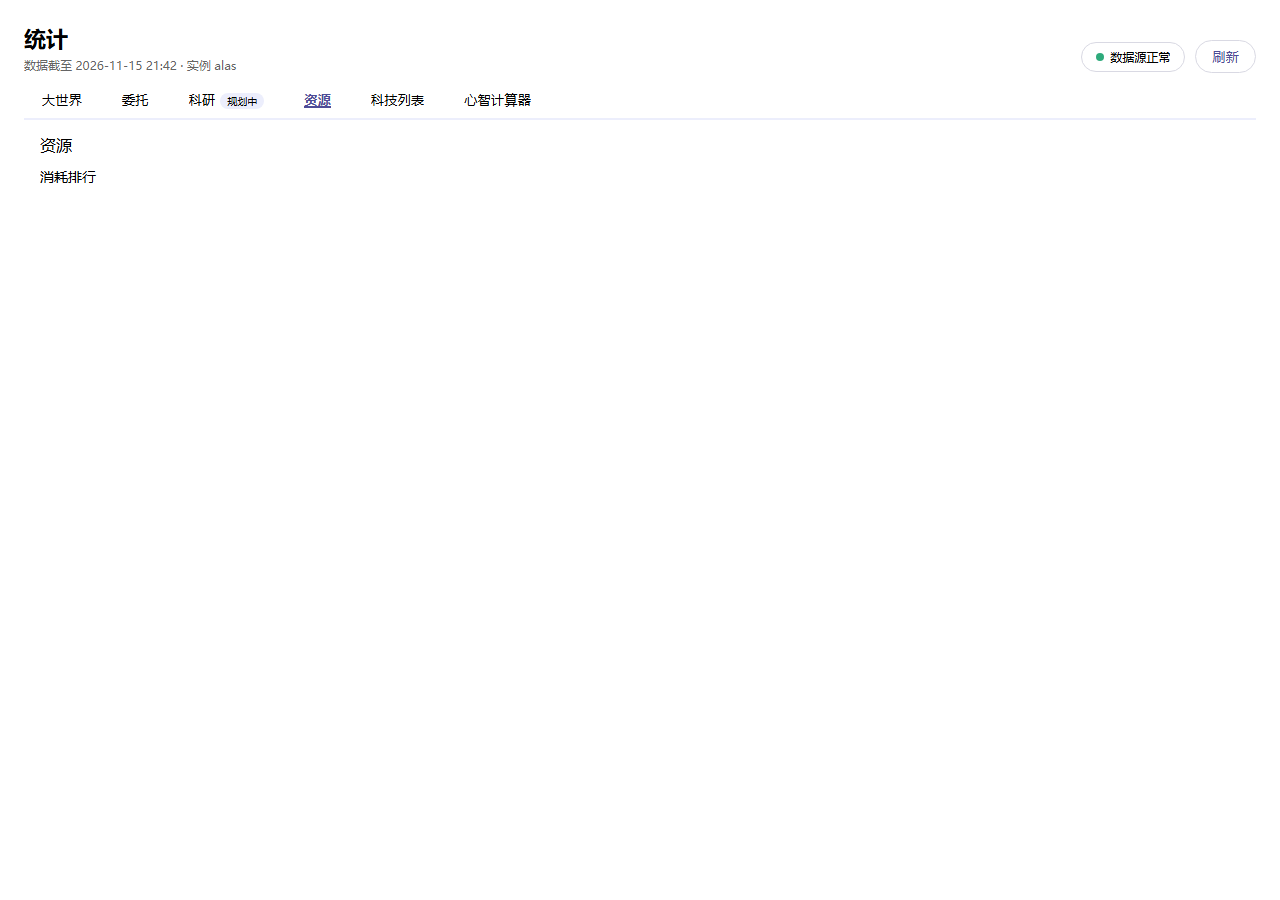 统计
数据截至 2026-11-15 21:42 · 实例 alas
数据源正常
刷新
大世界 委托 科研 规划中 资源 科技列表 心智计算器
资源
消耗排行